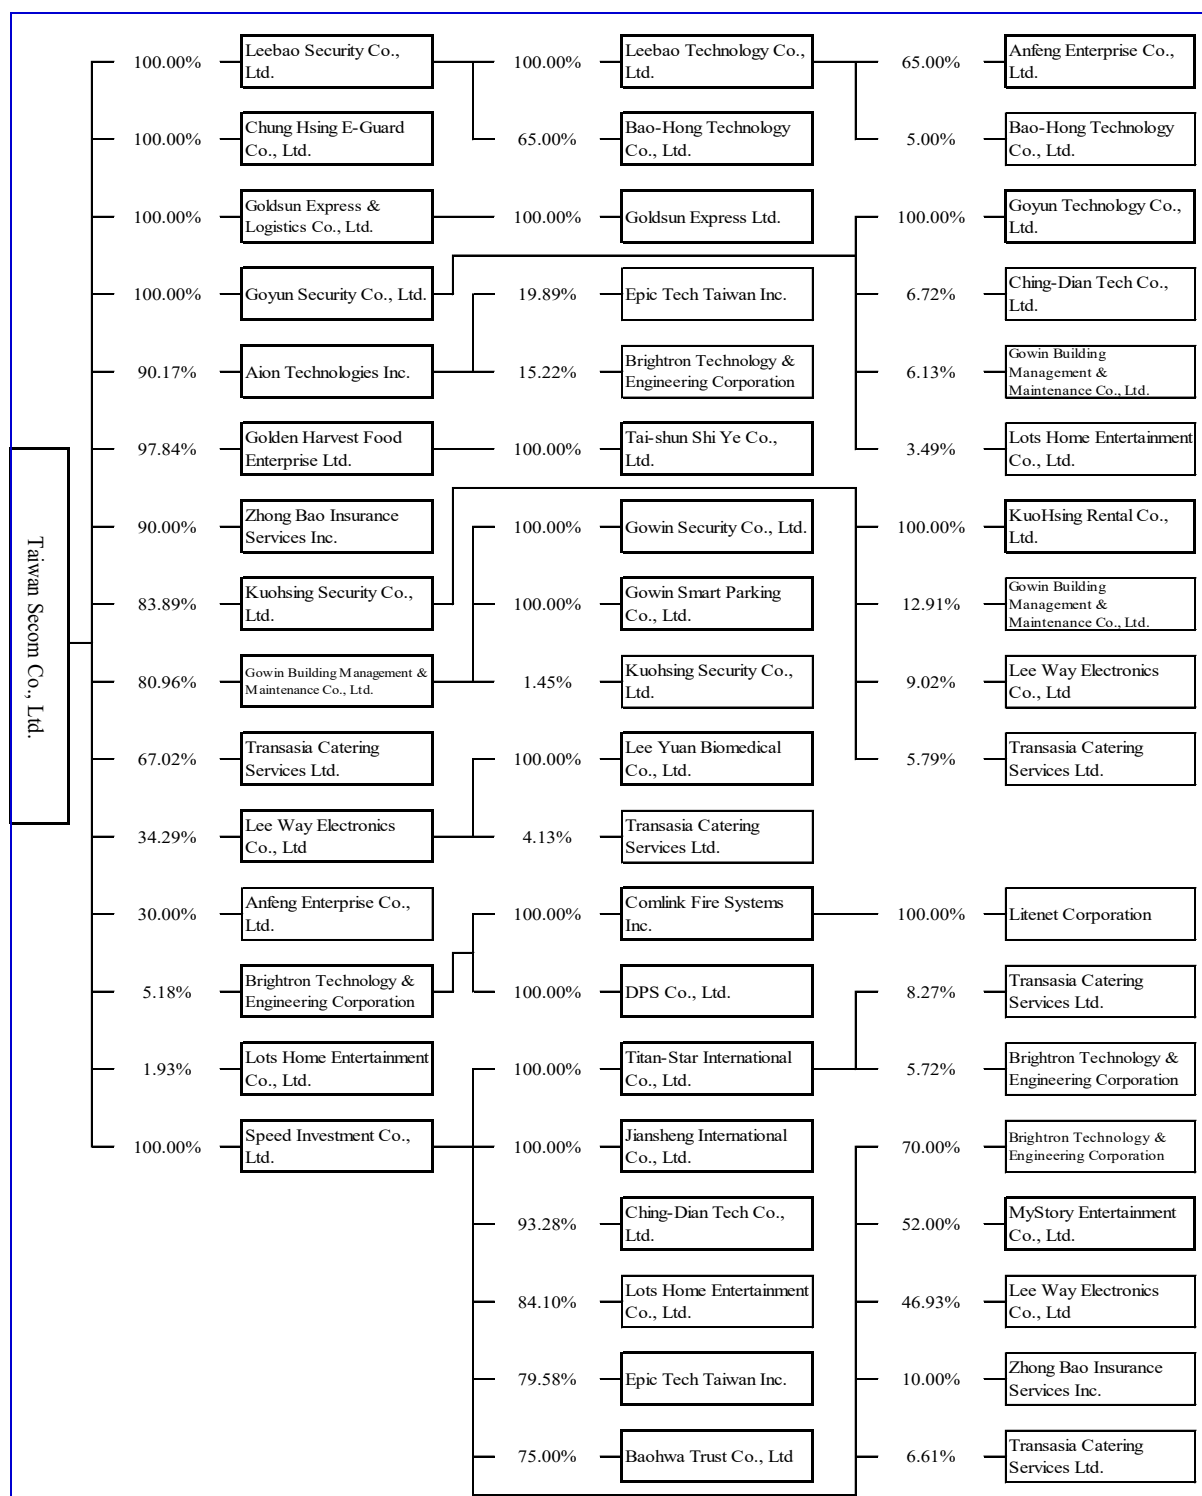 Taiwan Secom Co., Ltd.
100.00%
Leebao Security Co.,
Ltd.
100.00%
Leebao Technology Co.,
Ltd.
65.00%
Anfeng Enterprise Co.,
Ltd.
100.00%
Chung Hsing E-Guard
Co., Ltd.
65.00%
Bao-Hong Technology
Co., Ltd.
5.00%
Bao-Hong Technology
Co., Ltd.
100.00%
Goldsun Express &
Logistics Co., Ltd.
100.00%
Goldsun Express Ltd.
100.00%
Goyun Technology Co.,
Ltd.
100.00%
Goyun Security Co., Ltd.
19.89%
Epic Tech Taiwan Inc.
6.72%
Ching-Dian Tech Co.,
Ltd.
90.17%
Aion Technologies Inc.
15.22%
Brightron Technology &
Engineering Corporation
6.13%
Gowin Building
Management &
Maintenance Co., Ltd.
97.84%
Golden Harvest Food
Enterprise Ltd.
100.00%
Tai-shun Shi Ye Co.,
Ltd.
3.49%
Lots Home Entertainment
Co., Ltd.
90.00%
Zhong Bao Insurance
Services Inc.
100.00%
Gowin Security Co., Ltd.
100.00%
KuoHsing Rental Co.,
Ltd.
83.89%
Kuohsing Security Co.,
Ltd.
100.00%
Gowin Smart Parking
Co., Ltd.
12.91%
Gowin Building
Management &
Maintenance Co., Ltd.
80.96%
Gowin Building Management &
Maintenance Co., Ltd.
1.45%
Kuohsing Security Co.,
Ltd.
9.02%
Lee Way Electronics
Co., Ltd
67.02%
Transasia Catering
Services Ltd.
100.00%
Lee Yuan Biomedical
Co., Ltd.
5.79%
Transasia Catering
Services Ltd.
34.29%
Lee Way Electronics
Co., Ltd
4.13%
Transasia Catering
Services Ltd.
30.00%
Anfeng Enterprise Co.,
Ltd.
100.00%
Comlink Fire Systems
Inc.
100.00%
Litenet Corporation
5.18%
Brightron Technology &
Engineering Corporation
100.00%
DPS Co., Ltd.
8.27%
Transasia Catering
Services Ltd.
1.93%
Lots Home Entertainment
Co., Ltd.
100.00%
Titan-Star International
Co., Ltd.
5.72%
Brightron Technology &
Engineering Corporation
100.00%
Speed Investment Co.,
Ltd.
100.00%
Jiansheng International
Co., Ltd.
70.00%
Brightron Technology &
Engineering Corporation
93.28%
Ching-Dian Tech Co.,
Ltd.
52.00%
MyStory Entertainment
Co., Ltd.
84.10%
Lots Home Entertainment
Co., Ltd.
46.93%
Lee Way Electronics
Co., Ltd
79.58%
Epic Tech Taiwan Inc.
10.00%
Zhong Bao Insurance
Services Inc.
75.00%
Baohwa Trust Co., Ltd
6.61%
Transasia Catering
Services Ltd.